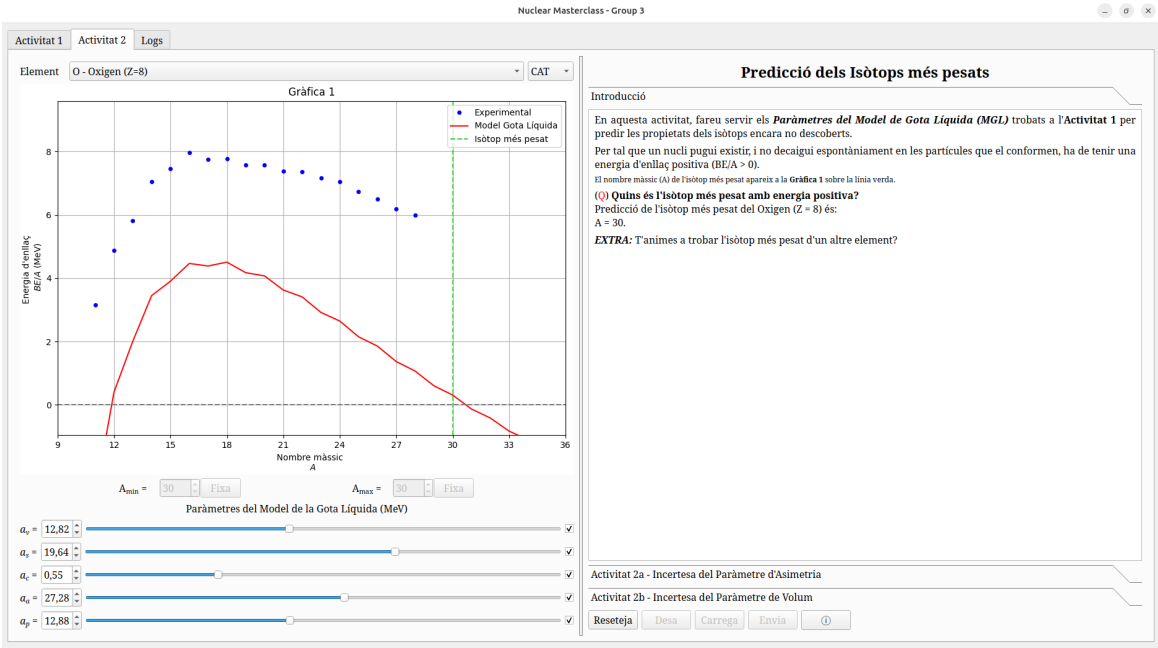 Nuclear Masterclass - Group 3
Activitat 1
Activitat 2
Logs
Element
O - Oxigen (Z=8)
CAT
Gràfica 1
Experimental
Model Gota Líquida
Isòtop més pesat
Energia d'enllaç
BE/A (MeV)
8
6
4
2
0
9
12
15
18
21
24
27
30
33
36
Nombre màssic
A
Amin =
30
Fixa
Amax =
30
Fixa
Paràmetres del Model de la Gota Líquida (MeV)
av = 12,82
as = 19,64
ac = 0,55
aa = 27,28
ap = 12,88
Predicció dels Isòtops més pesats
Introducció
En aquesta activitat, fareu servir els Paràmetres del Model de Gota Líquida (MGL) trobats a l'Activitat 1 per
predir les propietats dels isòtops encara no descoberts.
Per tal que un nucli pugui existir, i no decaigui espontàniament en les partícules que el conformen, ha de tenir una
energia d'enllaç positiva (BE/A > 0).
El nombre màssic (A) de l'isòtop més pesat apareix a la Gràfica 1 sobre la línia verda.
(Q) Quins és l'isòtop més pesat amb energia positiva?
Predicció de l'isòtop més pesat del Oxigen (Z = 8) és:
A = 30.
EXTRA: T'animes a trobar l'isòtop més pesat d'un altre element?
Activitat 2a - Incertesa del Paràmetre d'Asimetria
Activitat 2b - Incertesa del Paràmetre de Volum
Reseteja
Desa
Carrega
Envia